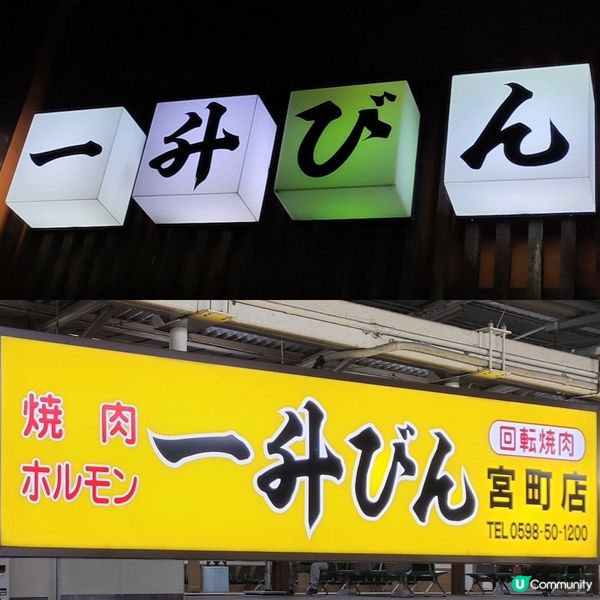 一升びん
焼肉
ホルモン
一升びん
回転焼肉
宮町店
TEL 0598-50-1200
U Community